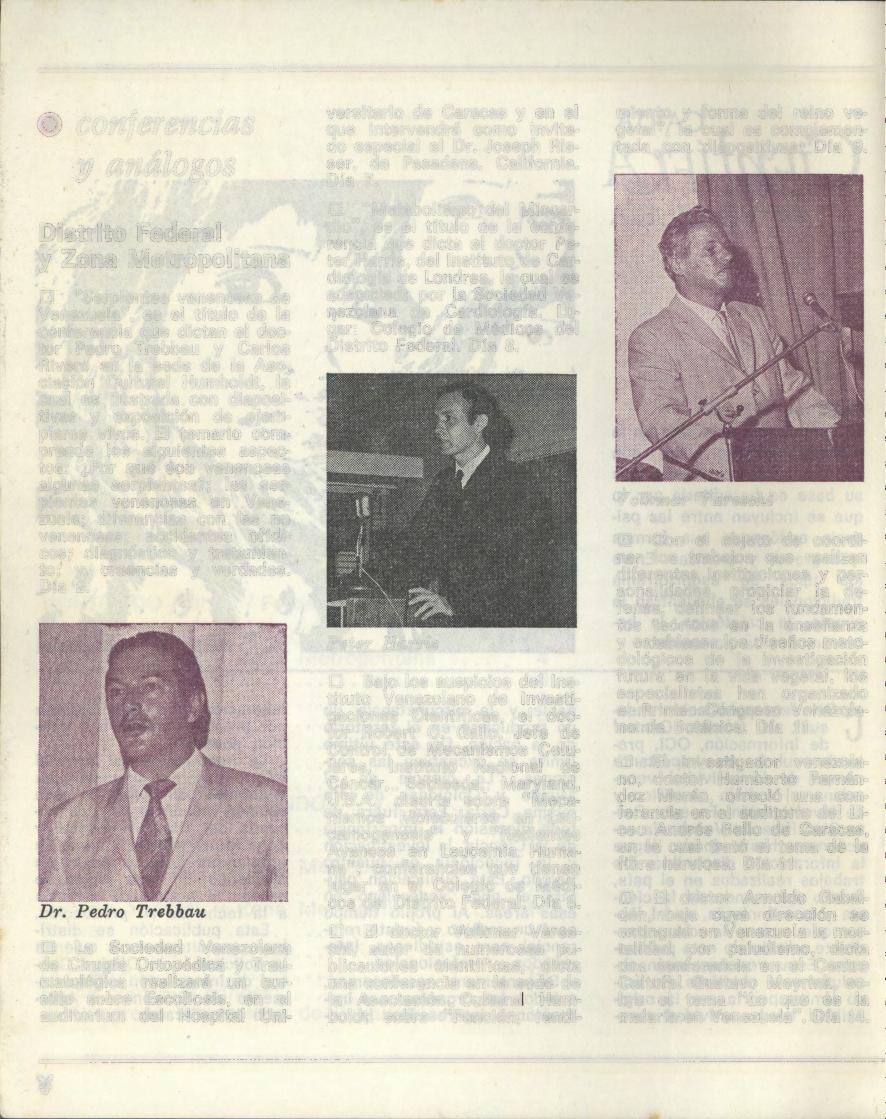 conferencias
y análogos
Distrito Federal
y Zona Metropolitana
□ "Serpientes venenosas de
Venezuela", es el título de la
conferencia que dictan el doc-
tor Pedro Trebbau y Carlos
Rivero en la sede de la Aso-
ciación Cultural Humboldt, la
cual es ilustrada con diaposi-
tivas y exposición de ejem-
plares vivos. El temario com-
prende los siguientes aspec-
tos: ¿Por qué son venenosas
algunas serpientes?; las ser-
pientes venenosas en Vene-
zuela; diferencias con las no
venenosas; accidentes ofídi-
cos; diagnóstico y tratamien-
to; y creencias y verdades.
Día
Dr. Pedro Trebbau
□ La Sociedad Venezolana
de Cirugía Ortopédica y Trau-
matológica realizará un cur-
sillo sobre Escoliosis, en el
auditorium del Hospital Uni-
versitario de Caracas y en el
que intervendrá como invita-
do especial el Dr. Joseph
de Pasadena, California.
Día 7.
□ "Metabolismo del Miocar-
dio", es el título de la confe-
rencia que dicta el doctor Pe-
ter Harris, del Instituto de Car-
diología de Londres, la cual es
auspiciada por la Sociedad Ve-
nezolana de Cardiología. Lu-
gar: Colegio de Médicos del
Distrito Federal. Día 8.
Peter Harris
□ Bajo los auspicios del Ins-
tituto Venezolano de Investi-
gaciones Científicas, el doc-
tor Robert C. Gallo, Jefe de
Control de Mecanismos Celu-
lares, Instituto Nacional de
Cáncer, Bethesda, Maryland,
U.S.A., diserta sobre "Meca-
nismos Moleculares en Leu-
camogenesis" y "Recientes
Avances en Leucemia Huma-
na", conferencias que tienen
lugar en el Colegio de Médi-
cos del Distrito Federal. Día 9.
□ El doctor Volkmar Vares-
chi, autor de numerosas pu-
blicaciones científicas, dicta
una conferencia en la sede de
la Asociación Cultural Hum-
boldt, sobre "Función, rendi-
miento y forma del reino ve-
getal", la cual es complemen-
tada con diapositivas. Día 9.
Volkmar Vareschi
□ Con el objeto de coordi-
nar los trabajos que realizan
diferentes instituciones y per-
sonalidades, propiciar la de-
fensa, definir los fundamen-
tos teóricos en la enseñanza
y establecer los diseños meto-
dológicos de la investigación
futura en la vida vegetal, los
especialistas han organizado
el Primer Congreso Venezola-
no de Botánica. Día
□ El investigador venezola-
no, doctor Humberto Fernán-
dez Morán, ofreció una con-
ferencia en el auditorio del Li-
ceo Andrés Bello de Caracas,
en la cual trató el tema de la
fibra nerviosa. Día 11.
□ El doctor Arnoldo Gabal-
dón, bajo cuya dirección se
extinguió en Venezuela la mor-
talidad por paludismo, dicta
una conferencia en el Centro
Cultural Gustavo Meyrink, so-
bre el tema "Lo que es la
malaria en Venezuela". Día 14.